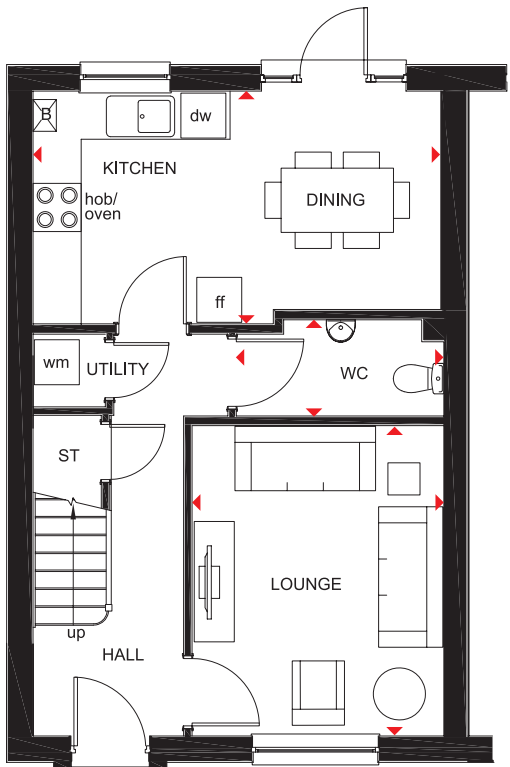 B
dw
KITCHEN
hob/
oven
DINING
ff
wm
UTILITY
WC
ST
LOUNGE
up
HALL